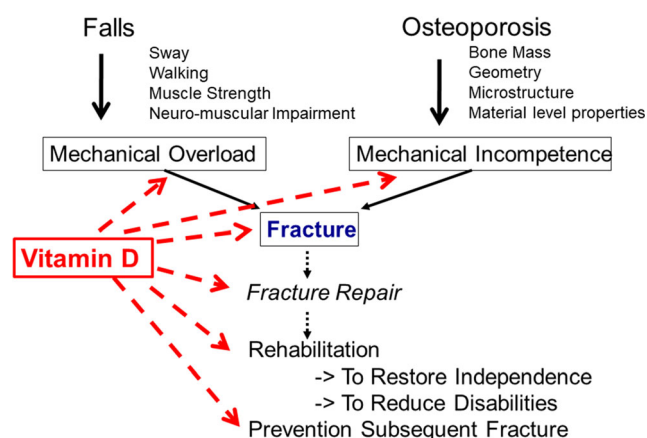 Falls
Osteoporosis
Sway
Walking
Muscle Strength
Neuro-muscular Impairment
Bone Mass
Geometry
Microstructure
Material level properties
Mechanical Overload
Mechanical Incompetence
Fracture
Vitamin D
Fracture Repair
Rehabilitation
-> To Restore Independence
-> To Reduce Disabilities
Prevention Subsequent Fracture